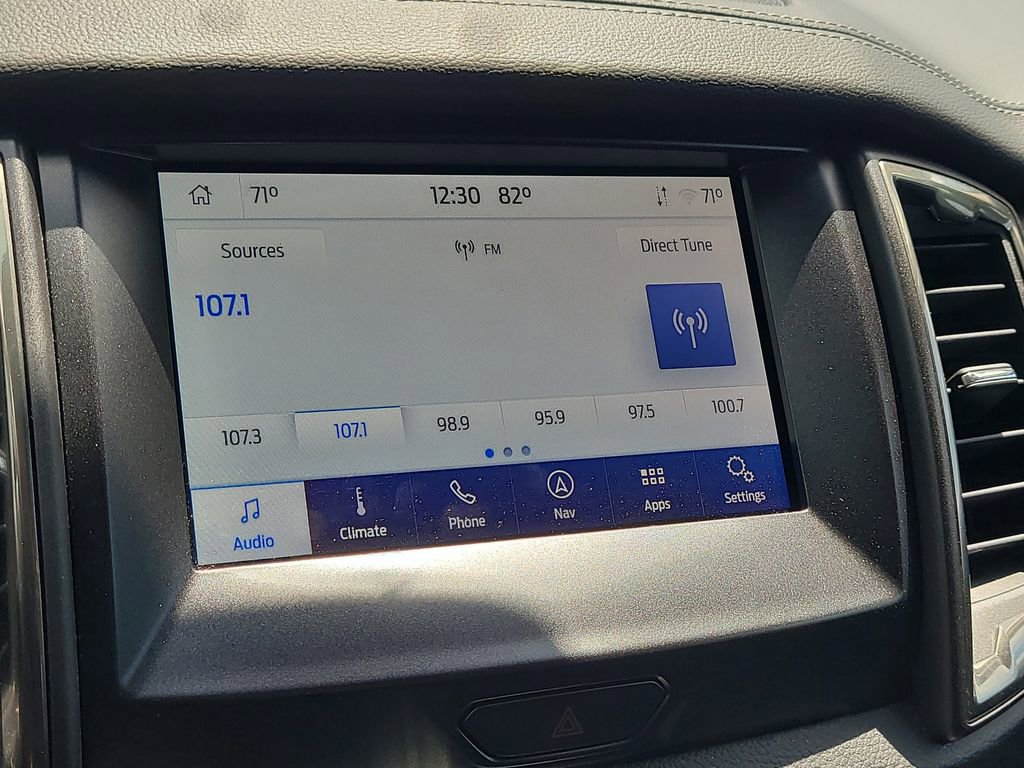 71° 12:30 82° 71°
Sources FM Direct Tune
107.1
107.3 107.1 98.9 95.9 97.5 100.7
Audio Climate Phone Nav Apps Settings